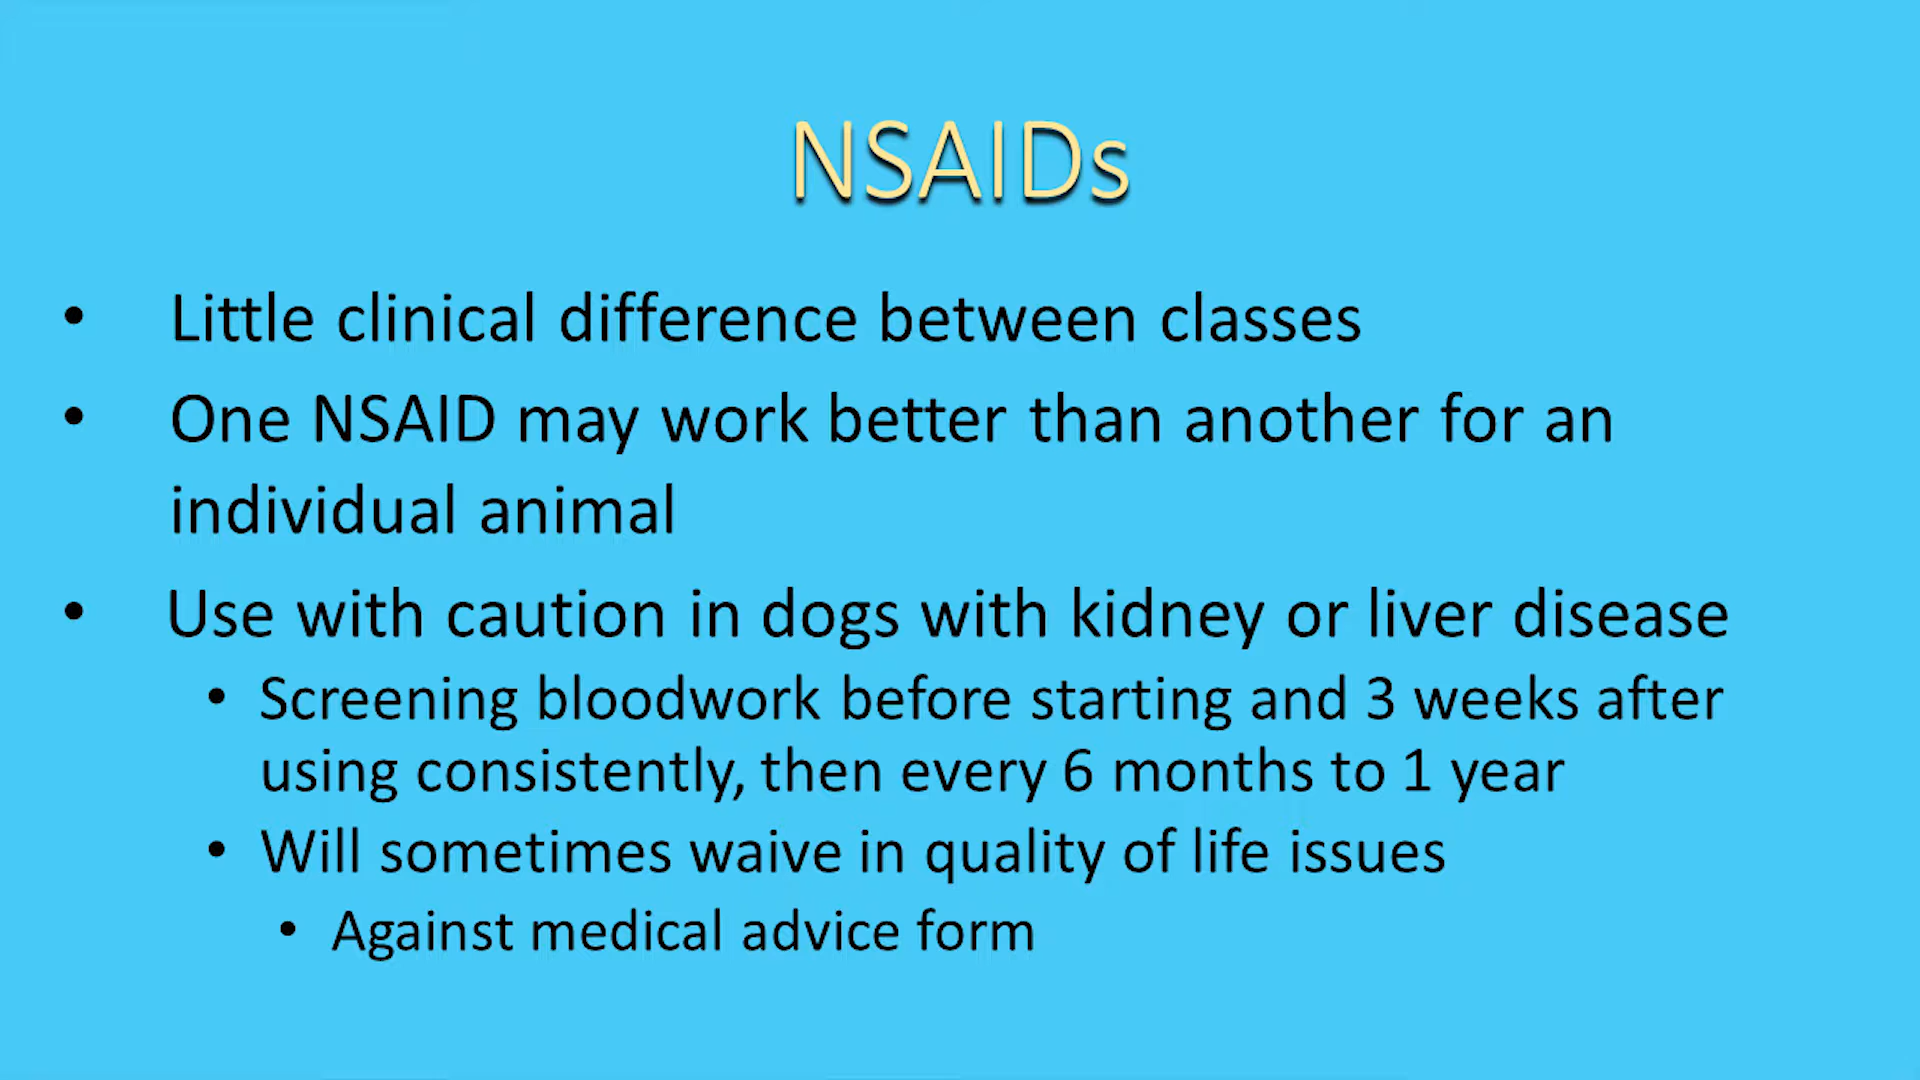 NSAIDs
• Little clinical difference between classes
• One NSAID may work better than another for an
individual animal
• Use with caution in dogs with kidney or liver disease
• Screening bloodwork before starting and 3 weeks after
using consistently, then every 6 months to 1 year
• Will sometimes waive in quality of life issues
• Against medical advice form